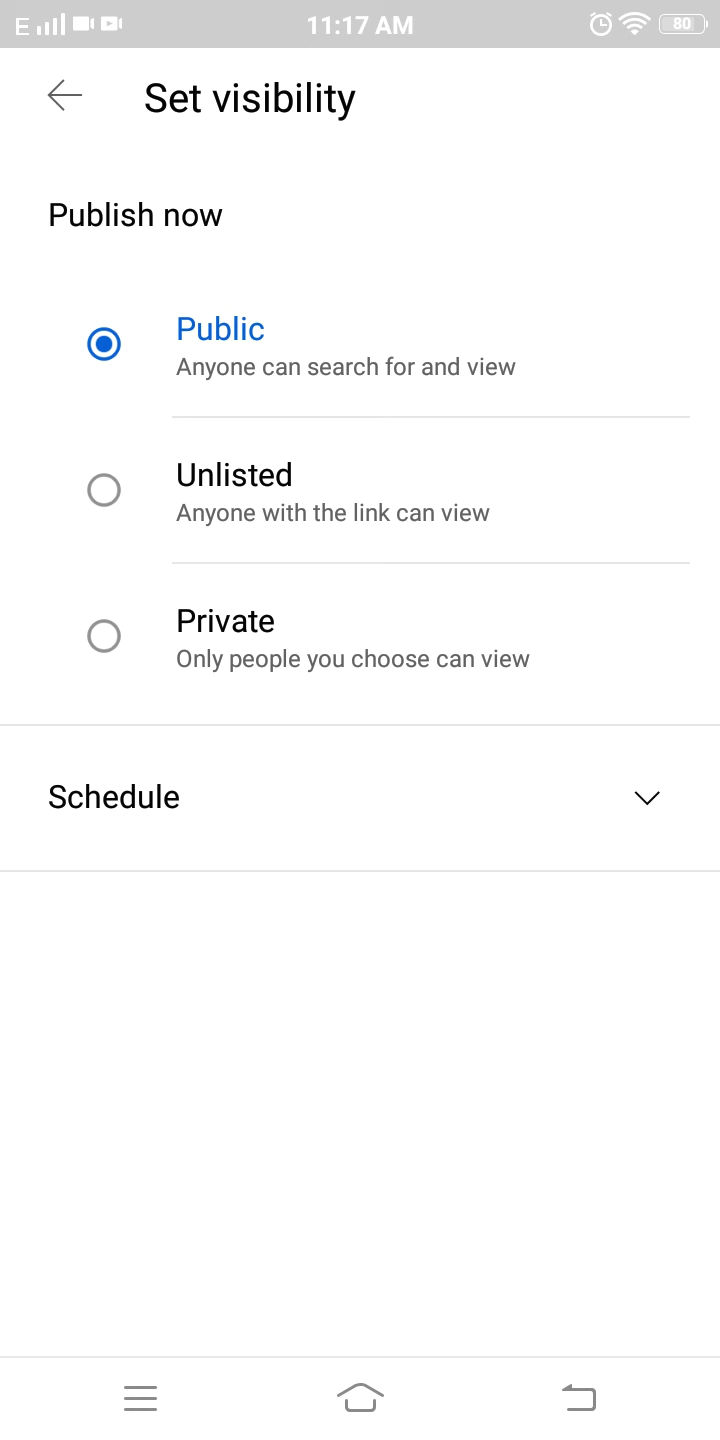 E 11:17 AM 80
Set visibility
Publish now
Public
Anyone can search for and view
Unlisted
Anyone with the link can view
Private
Only people you choose can view
Schedule